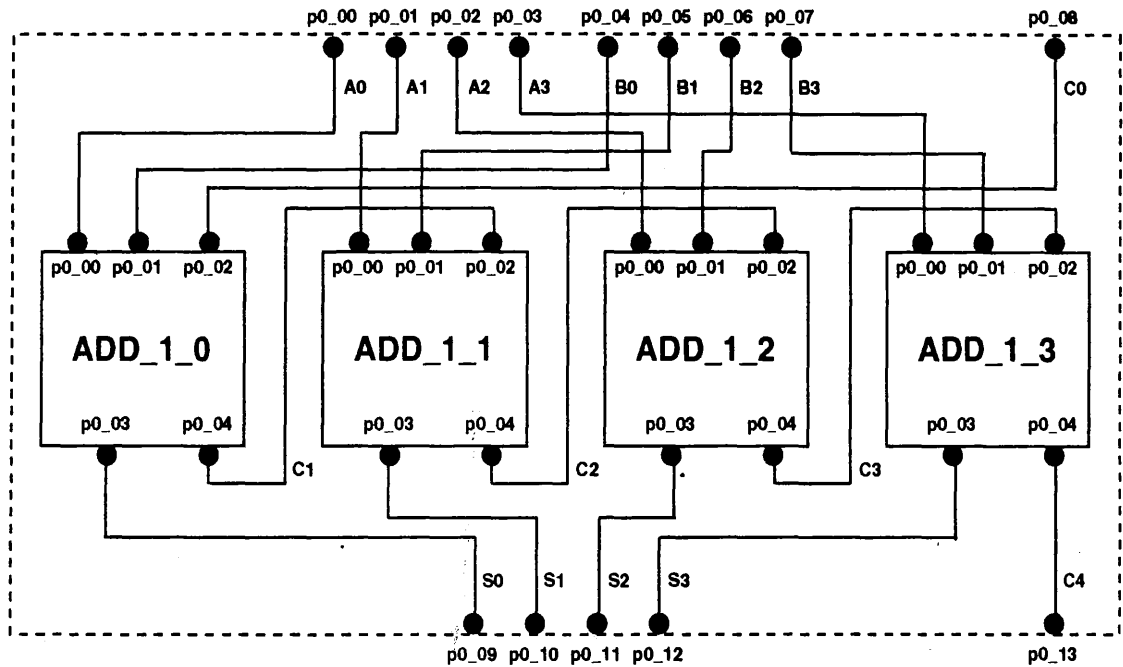 p0_00 p0_01 p0_02 p0_03 p0_04 p0_05 p0_06 p0_07 p0_08
A0 A1 A2 A3 B0 B1 B2 B3 C0
p0_00 p0_01 p0_02 p0_00 p0_01 p0_02 p0_00 p0_01 p0_02 p0_00 p0_01 p0_02
ADD_1_0 ADD_1_1 ADD_1_2 ADD_1_3
p0_03 p0_04 p0_03 p0_04 p0_03 p0_04 p0_03 p0_04
C1 C2 C3
S0 S1 S2 S3 C4
p0_09 p0_10 p0_11 p0_12 p0_13